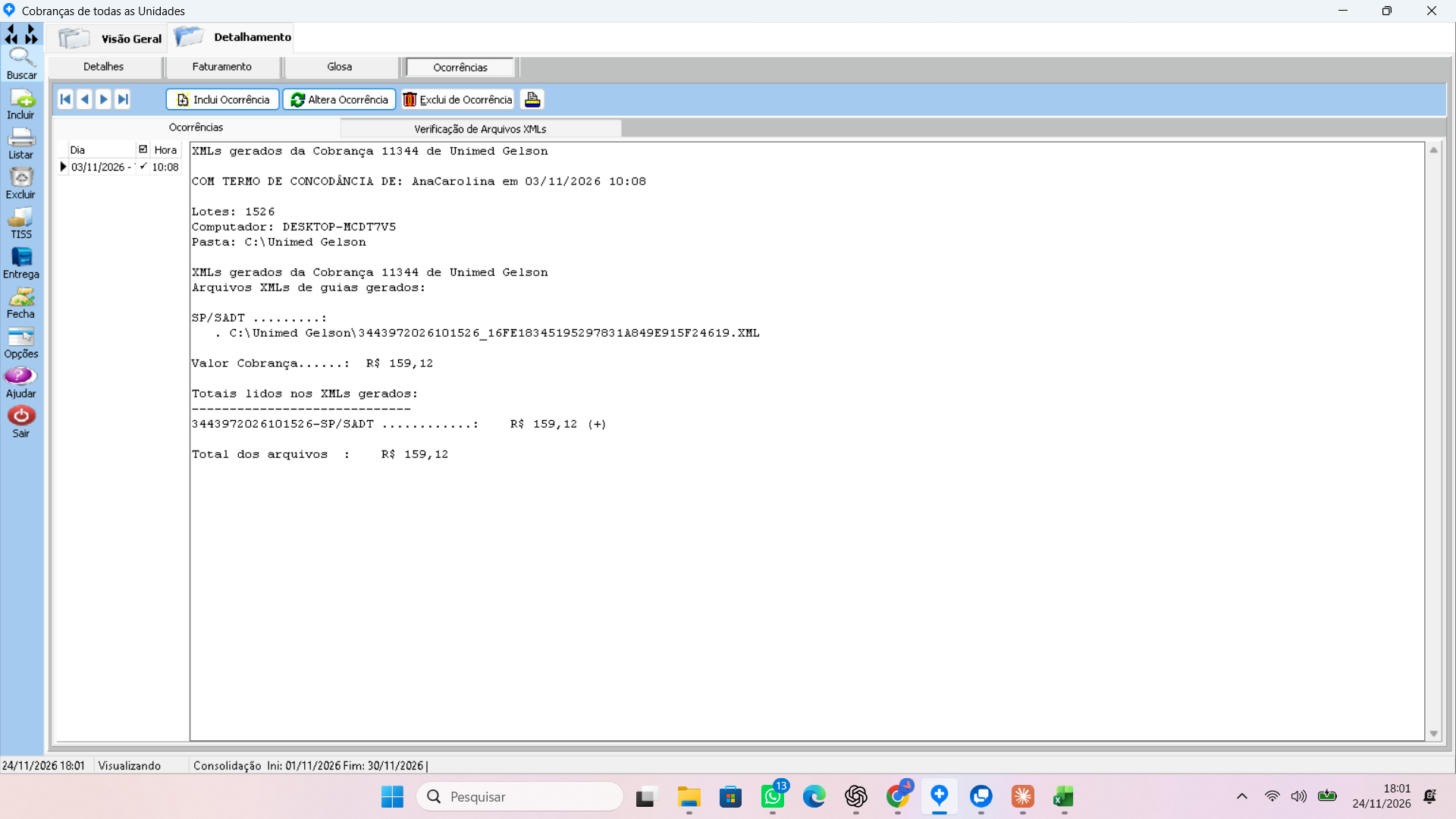 Cobranças de todas as Unidades
Visão Geral
Detalhamento
Buscar
Detalhes
Faturamento
Glosa
Ocorrências
Inclui Ocorrência
Altera Ocorrência
Exclui de Ocorrência
Incluir
Ocorrências
Verificação de Arquivos XMLs
Dia
Hora
03/11/2026 -
10:08
Listar
Excluir
TISS
Entrega
Fecha
Opções
Ajudar
Sair
XMLs gerados da Cobrança 11344 de Unimed Gelson
COM TERMO DE CONCODÂNCIA DE: AnaCarolina em 03/11/2026 10:08
Lotes: 1526
Computador: DESKTOP-MCDT7V5
Pasta: C:\Unimed Gelson
XMLs gerados da Cobrança 11344 de Unimed Gelson
Arquivos XMLs de guias gerados:
SP/SADT .........:
. C:\Unimed Gelson\3443972026101526_16FE18345195297831A849E915F24619.XML
Valor Cobrança......: R$ 159,12
Totais lidos nos XMLs gerados:
-----------------------------
3443972026101526-SP/SADT ............: R$ 159,12 (+)
Total dos arquivos : R$ 159,12
24/11/2026 18:01
Visualizando
Consolidação Ini: 01/11/2026 Fim: 30/11/2026 |
Pesquisar
13
18:01
24/11/2026